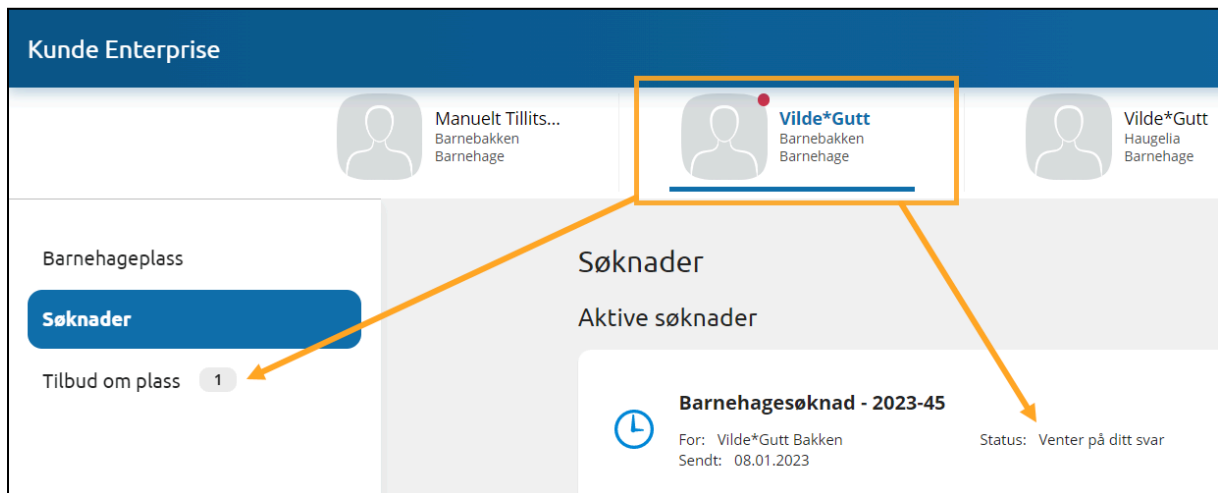 Kunde Enterprise
Manuelt Tillits...
Barnebakken
Barnehage
Vilde*Gutt
Barnebakken
Barnehage
Vilde*Gutt
Haugelia
Barnehage
Barnehageplass
Søknader
Tilbud om plass 1
Søknader
Aktive søknader
Barnehagesøknad - 2023-45
For: Vilde*Gutt Bakken
Status: Venter på ditt svar
Sendt: 08.01.2023